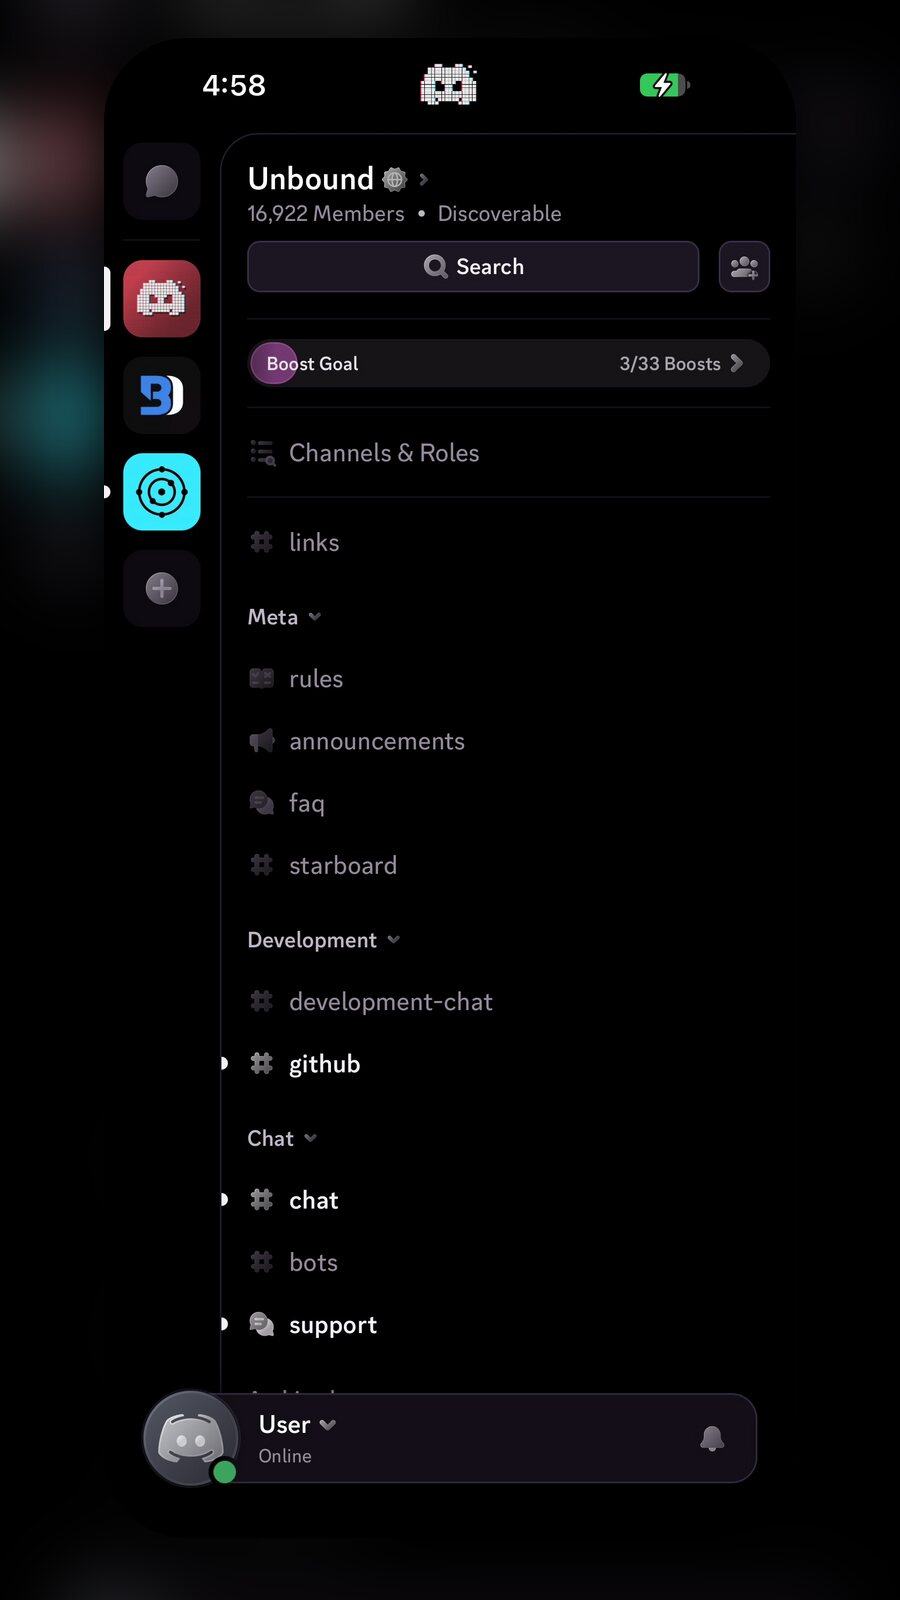 4:58
Unbound
16,922 Members • Discoverable
Search
Boost Goal
3/33 Boosts
Channels & Roles
links
Meta
rules
announcements
faq
starboard
Development
development-chat
github
Chat
chat
bots
support
User
Online